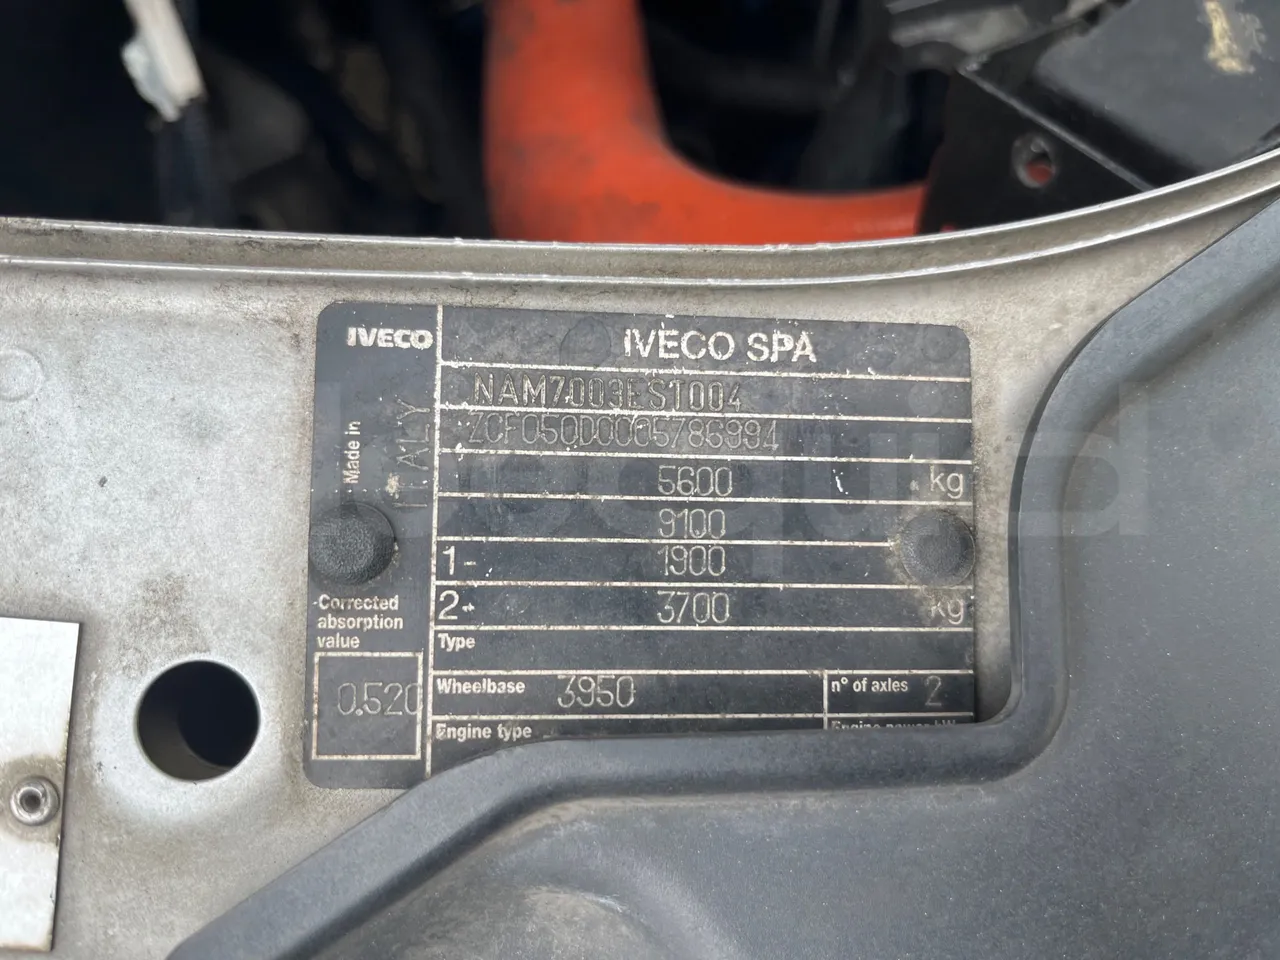 IVECO
IVECO SPA
Made in
ITALY
NAMZ003EST004
ZCF050D0005786994
5600 kg
9100
1- 1900
2- 3700 kg
Corrected
absorption
value
0.520
Type
Wheelbase 3950 n° of axles 2
Engine type